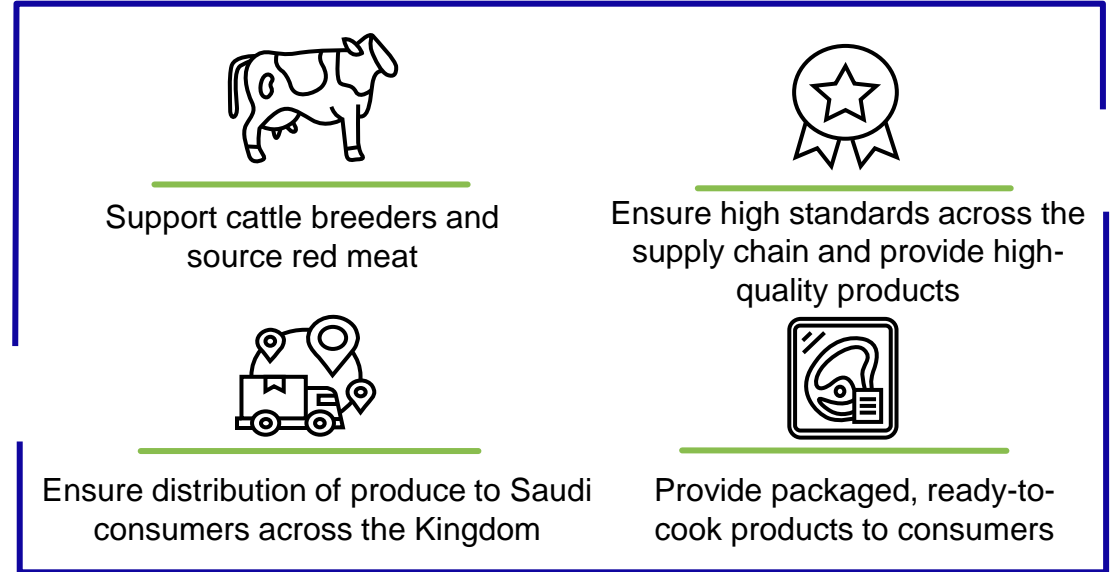 Support cattle breeders and
source red meat
Ensure high standards across the
supply chain and provide high-
quality products
Ensure distribution of produce to Saudi
consumers across the Kingdom
Provide packaged, ready-to-
cook products to consumers